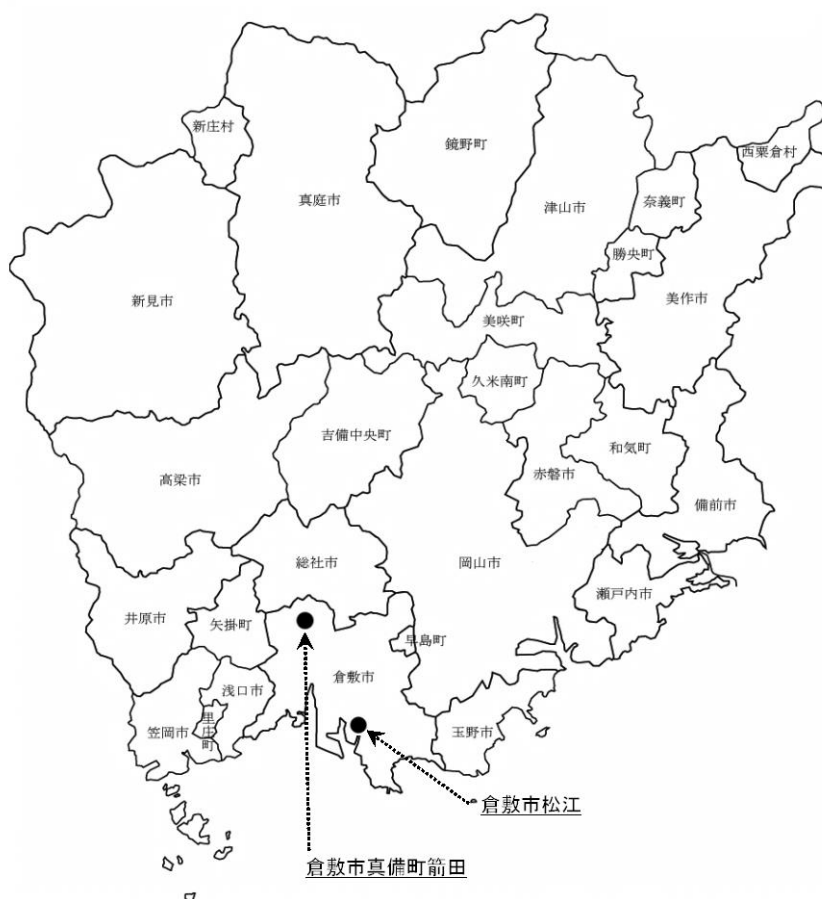 新庄村
鏡野町
西粟倉村
真庭市
津山市
奈義町
勝央町
新見市
美作市
美咲町
久米南町
吉備中央町
和気町
高梁市
赤磐市
備前市
総社市
岡山市
瀬戸内市
井原市
矢掛町
早島町
倉敷市
浅口市
里庄町
笠岡市
玉野市
倉敷市松江
倉敷市真備町箭田